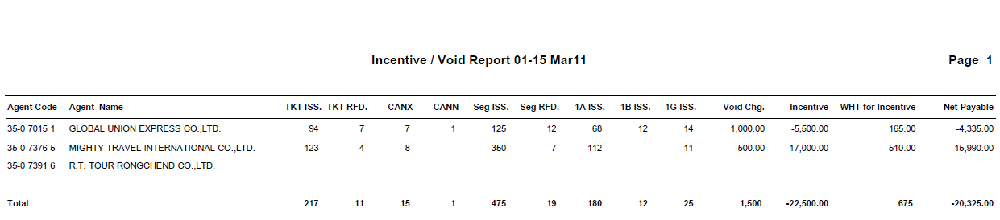 Incentive / Void Report 01-15 Mar11 Page 1
Agent Code Agent Name TKT ISS. TKT RFD. CANX CANN Seg ISS. Seg RFD. 1A ISS. 1B ISS. 1G ISS. Void Chg. Incentive WHT for Incentive Net Payable
35-0 7015 1 GLOBAL UNION EXPRESS CO.,LTD. 94 7 7 1 125 12 68 12 14 1,000.00 -5,500.00 165.00 -4,335.00
35-0 7376 5 MIGHTY TRAVEL INTERNATIONAL CO.,LTD. 123 4 8 - 350 7 112 - 11 500.00 -17,000.00 510.00 -15,990.00
35-0 7391 6 R.T. TOUR RONGCHEND CO.,LTD.
Total 217 11 15 1 475 19 180 12 25 1,500 -22,500.00 675 -20,325.00